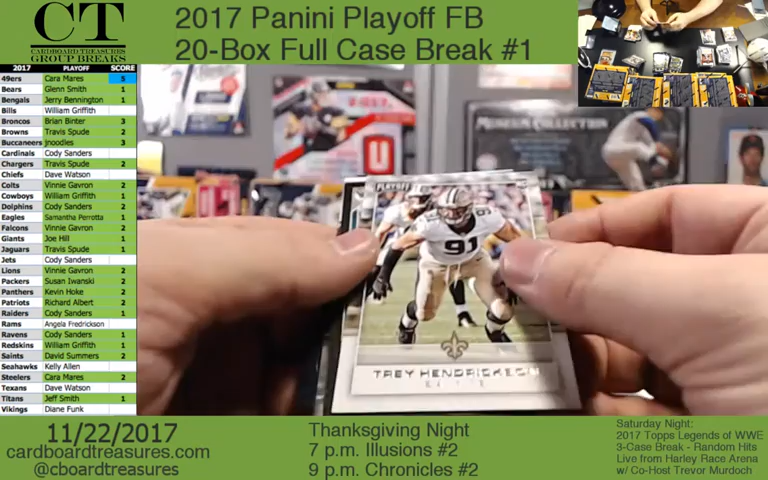 CT
CARDBOARD TREASURES
GROUP BREAKS
2017 Panini Playoff FB
20-Box Full Case Break #1
2017 PLAYOFF SCORE
49ers Cara Mares 5
Bears Glenn Smith 1
Bengals Jerry Bennington 1
Bills William Griffith
Broncos Brian Binter 3
Browns Travis Spude 2
Buccaneers Jnoodies 3
Cardinals Cody Sanders
Chargers Travis Spude 2
Chiefs Dave Watson
Colts Vinnie Gavron 2
Cowboys William Griffith 1
Dolphins Cody Sanders 1
Eagles Samantha Perrotta 1
Falcons Vinnie Gavron 2
Giants Joe Hill 1
Jaguars Travis Spude 1
Jets Cody Sanders
Lions Vinnie Gavron 2
Packers Susan Iwanski 2
Panthers Kevin Hoke 2
Patriots Richard Albert 2
Raiders Cody Sanders 1
Rams Angela Fredrickson
Ravens Cody Sanders 1
Redskins William Griffith 1
Saints David Summers 2
Seahawks Kelly Allen
Steelers Cara Mares 2
Texans Dave Watson
Titans Jeff Smith 1
Vikings Diane Funk
MUSEUM COLLECTION
PLAYOFF
91
TREY HENDRICKSON
11/22/2017
cardboardtreasures.com
@cboardtreasures
Thanksgiving Night
7 p.m. Illusions #2
9 p.m. Chronicles #2
Saturday Night:
2017 Topps Legends of WWE
3-Case Break - Random Hits
Live from Harley Race Arena
w/ Co-Host Trevor Murdoch